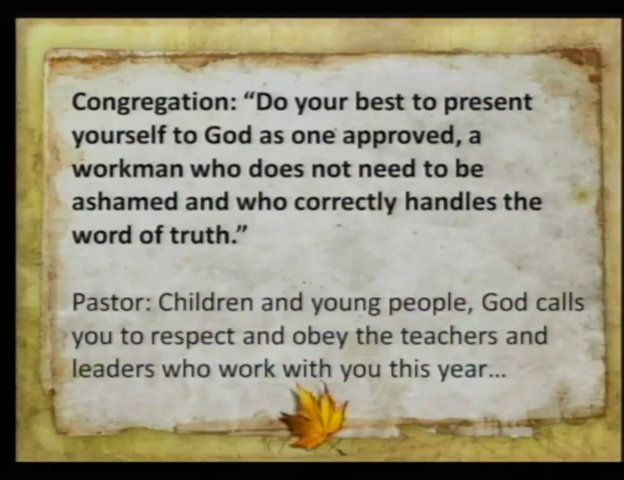 Congregation: “Do your best to present
yourself to God as one approved, a
workman who does not need to be
ashamed and who correctly handles the
word of truth.”
Pastor: Children and young people, God calls
you to respect and obey the teachers and
leaders who work with you this year...